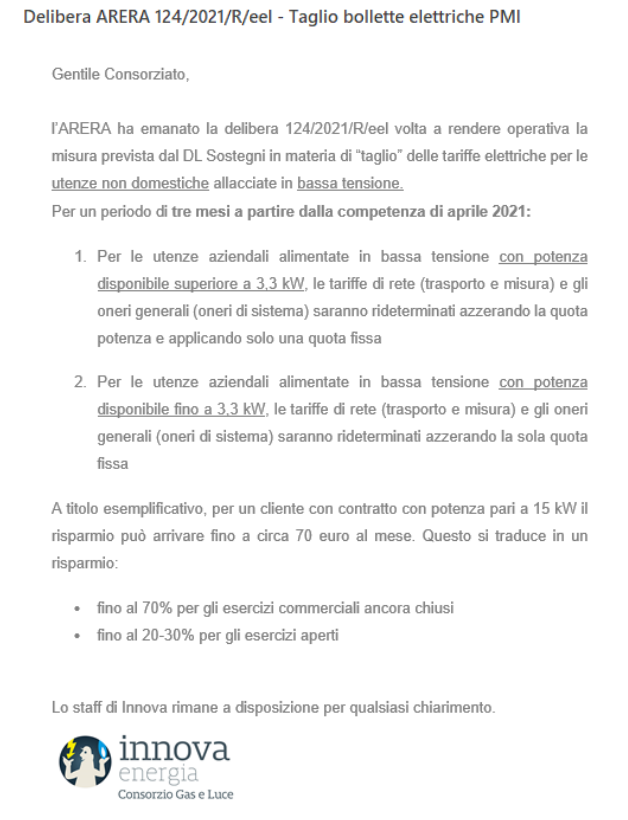 Delibera ARERA 124/2021/R/eel - Taglio bollette elettriche PMI
Gentile Consorziato,
l'ARERA ha emanato la delibera 124/2021/R/eel volta a rendere operativa la
misura prevista dal DL Sostegni in materia di “taglio” delle tariffe elettriche per le
utenze non domestiche allacciate in bassa tensione.
Per un periodo di tre mesi a partire dalla competenza di aprile 2021:
1. Per le utenze aziendali alimentate in bassa tensione con potenza
disponibile superiore a 3,3 kW, le tariffe di rete (trasporto e misura) e gli
oneri generali (oneri di sistema) saranno rideterminati azzerando la quota
potenza e applicando solo una quota fissa
2. Per le utenze aziendali alimentate in bassa tensione con potenza
disponibile fino a 3,3 kW, le tariffe di rete (trasporto e misura) e gli oneri
generali (oneri di sistema) saranno rideterminati azzerando la sola quota
fissa
A titolo esemplificativo, per un cliente con contratto con potenza pari a 15 kW il
risparmio può arrivare fino a circa 70 euro al mese. Questo si traduce in un
risparmio:
• fino al 70% per gli esercizi commerciali ancora chiusi
• fino al 20-30% per gli esercizi aperti
Lo staff di Innova rimane a disposizione per qualsiasi chiarimento.
innova
energia
Consorzio Gas e Luce